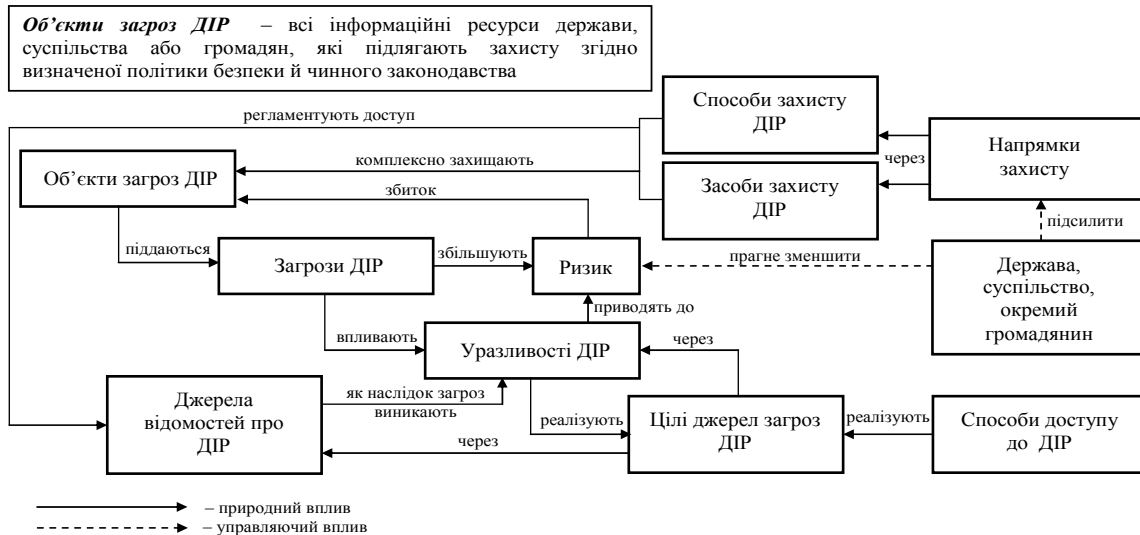 Об’єкти загроз ДІР – всі інформаційні ресурси держави,
суспільства або громадян, які підлягають захисту згідно
визначеної політики безпеки й чинного законодавства
регламентують доступ
Способи захисту
ДІР
Напрямки
захисту
через
комплексно захищають
Об’єкти загроз ДІР
Засоби захисту
ДІР
збиток
підсилити
піддаються
Загрози ДІР
збільшують
Ризик
прагне зменшити
Держава,
суспільство,
окремий
громадянин
приводять до
впливають
Уразливості ДІР
через
Джерела
відомостей про
ДІР
як наслідок загроз
виникають
реалізують
Цілі джерел загроз
ДІР
реалізують
Способи доступу
до ДІР
через
– природний вплив
– управляючий вплив